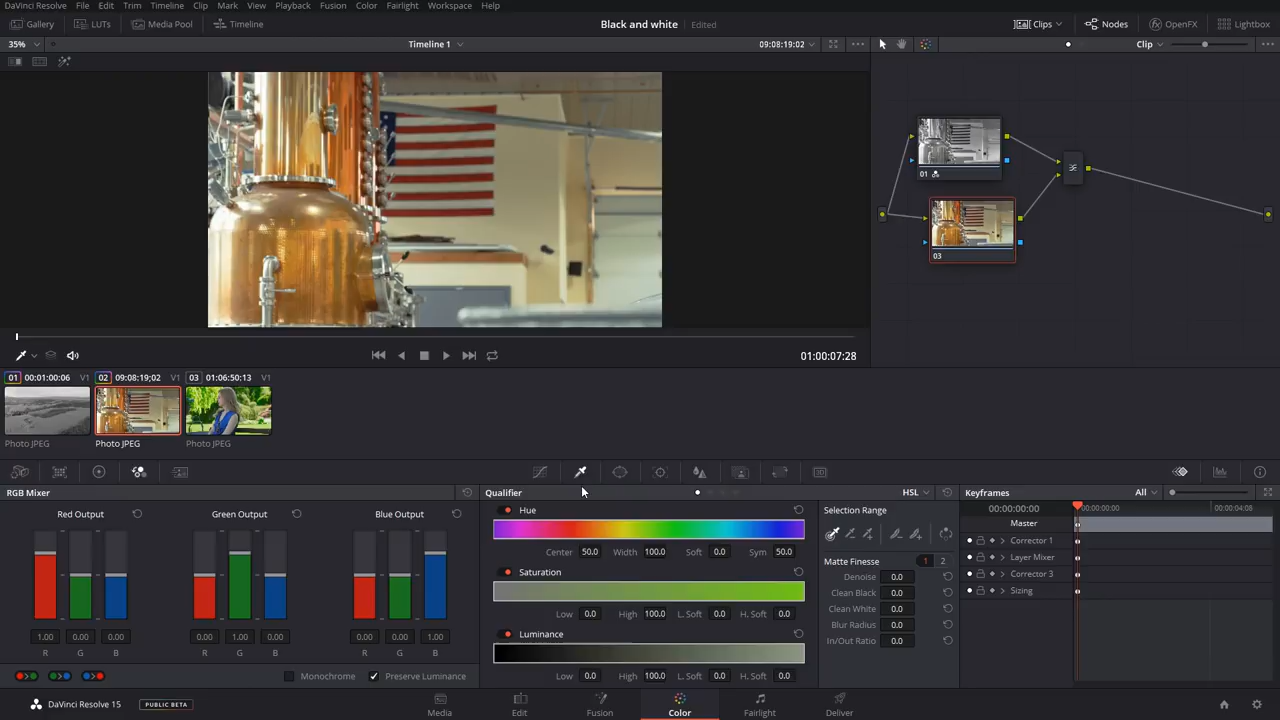 DaVinci Resolve File Edit Trim Timeline Clip Mark View Playback Fusion Color Fairlight Workspace Help
Gallery LUTs Media Pool Timeline Black and white Edited Clips Nodes OpenFX Lightbox
35% Timeline 1 09:08:19:02 Clip
01
03
01:00:07:28
01 00:01:00:06 V1 02 09:08:19;02 V1 03 01:06:50:13 V1
Photo JPEG Photo JPEG Photo JPEG
RGB Mixer Qualifier HSL Keyframes All
Red Output Green Output Blue Output
Hue
Center 50.0 Width 100.0 Soft 0.0 Sym 50.0
Saturation
Low 0.0 High 100.0 L. Soft 0.0 H. Soft 0.0
Luminance
Low 0.0 High 100.0 L. Soft 0.0 H. Soft 0.0
1.00 0.00 0.00 0.00 1.00 0.00 0.00 0.00 1.00
R G B R G B R G B
Monochrome Preserve Luminance
Selection Range
Matte Finesse 1 2
Denoise 0.0
Clean Black 0.0
Clean White 0.0
Blur Radius 0.0
In/Out Ratio 0.0
00:00:00:00 00:00:00:00 00:00:04:08
Master
Corrector 1
Layer Mixer
Corrector 3
Sizing
DaVinci Resolve 15 PUBLIC BETA Media Edit Fusion Color Fairlight Deliver